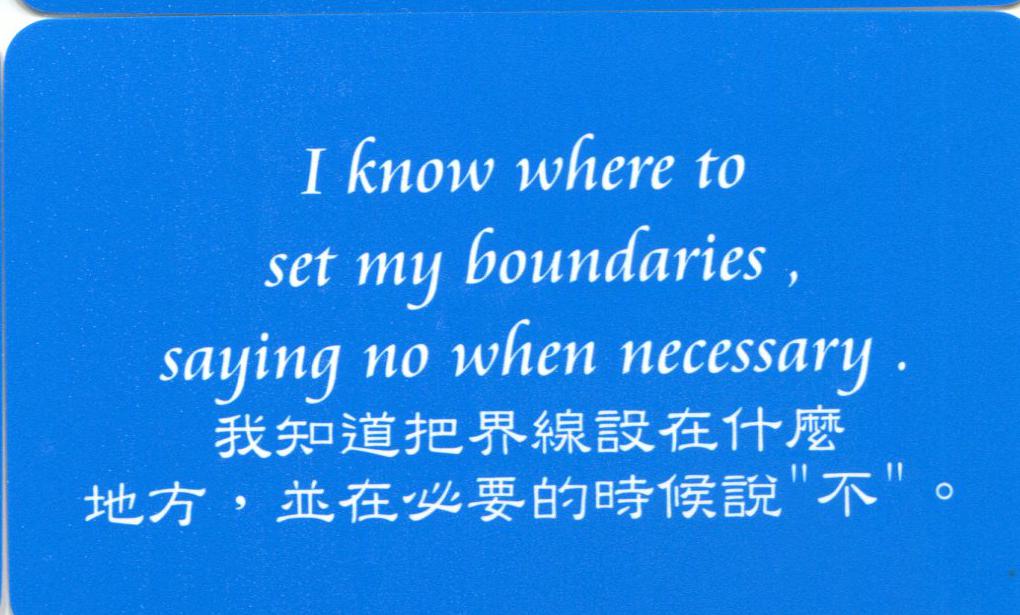 I know where to
set my boundaries ,
saying no when necessary .
我知道把界線設在什麼
地方，並在必要的時候說"不"。